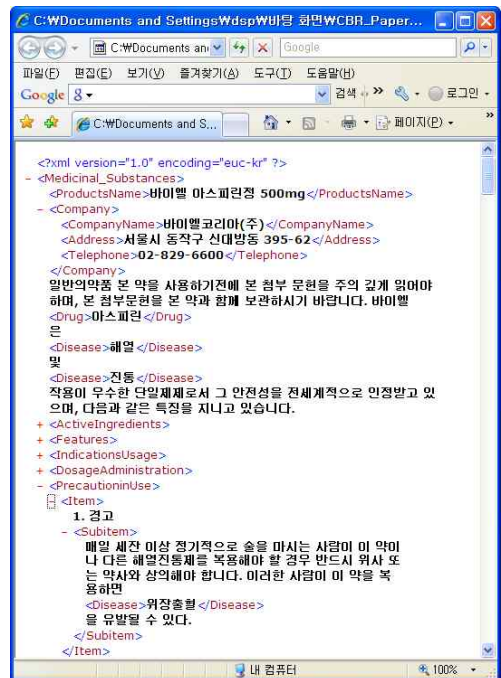 C:₩Documents and Settings₩dsp₩바탕 화면₩CBR_Paper...
C:₩Documents an
Google
파일(F) 편집(E) 보기(V) 즐겨찾기(A) 도구(T) 도움말(H)
Google 검색 » 로그인
C:₩Documents and S... 페이지(P) »
<?xml version="1.0" encoding="euc-kr" ?>
- <Medicinal_Substances>
<ProductsName>바이엘 아스피린정 500mg</ProductsName>
- <Company>
<CompanyName>바이엘코리아(주)</CompanyName>
<Address>서울시 동작구 신대방동 395-62</Address>
<Telephone>02-829-6600</Telephone>
</Company>
일반의약품 본 약을 사용하기전에 본 첨부 문헌을 주의 깊게 읽어야
하며, 본 첨부문헌을 본 약과 함께 보관하시기 바랍니다. 바이엘
<Drug>아스피린</Drug>
은
<Disease>해열</Disease>
및
<Disease>진통</Disease>
작용이 우수한 단일제제로서 그 안전성을 전세계적으로 인정받고 있
으며, 다음과 같은 특징을 지니고 있습니다.
+ <ActiveIngredients>
+ <Features>
+ <IndicationsUsage>
+ <DosageAdministration>
- <PrecautioninUse>
- <Item>
1. 경고
- <Subitem>
매일 세잔 이상 정기적으로 술을 마시는 사람이 이 약이
나 다른 해열진통제를 복용해야 할 경우 반드시 위사 또
는 약사와 상의해야 합니다. 이러한 사람이 이 약을 복
용하면
<Disease>위장출혈</Disease>
을 유발될 수 있다.
</Subitem>
</Item>
내 컴퓨터 100%